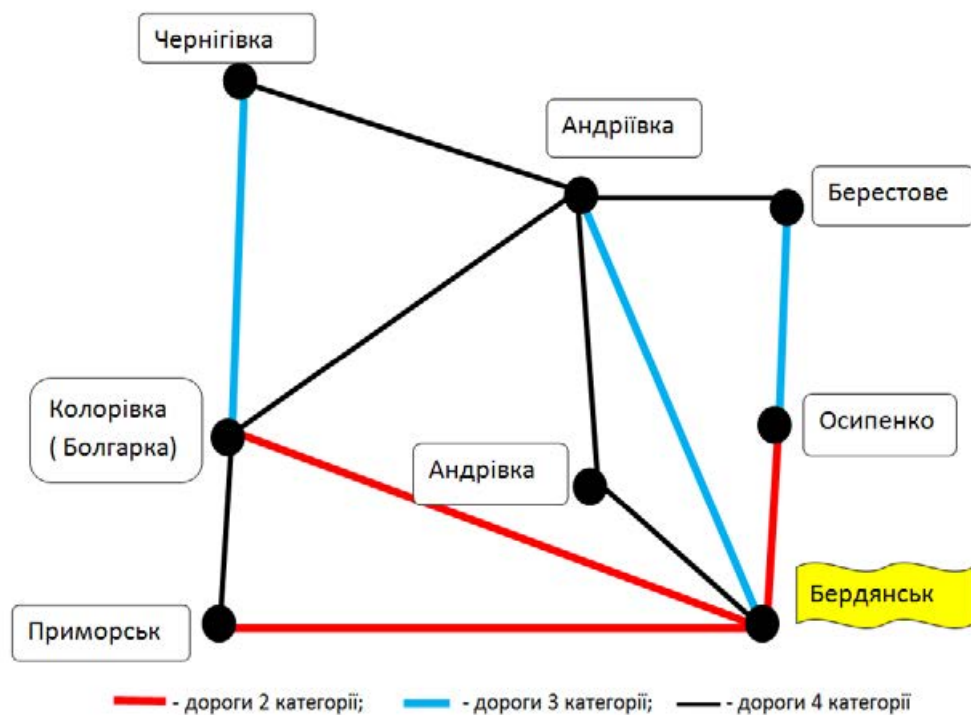 Чернігівка
Андріївка
Берестове
Колорівка
( Болгарка)
Осипенко
Андрівка
Бердянськ
Приморськ
- дороги 2 категорії;
- дороги 3 категорії;
- дороги 4 категорії